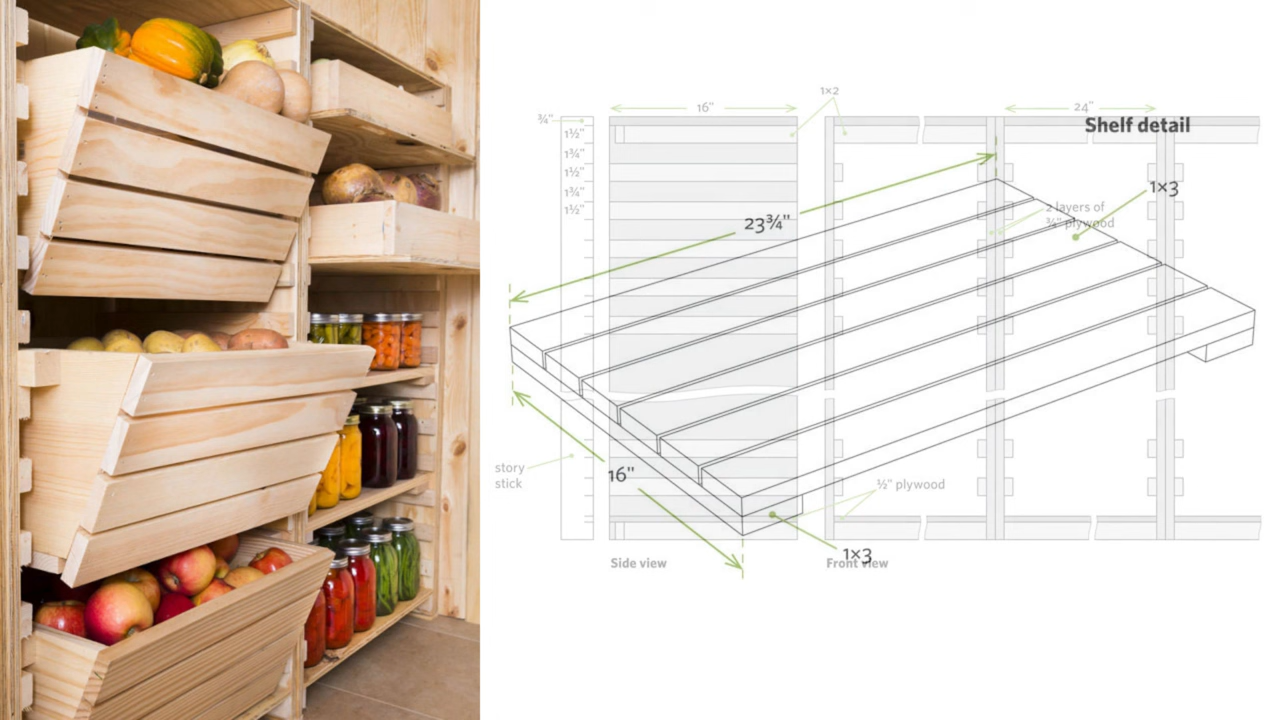 1×2
16"
24"
¾"
Shelf detail
1½"
1¾"
1½"
1¾"
1½"
1×3
2 layers of
¾" plywood
23¾"
story
stick
16"
½" plywood
1×3
Side view
Front view